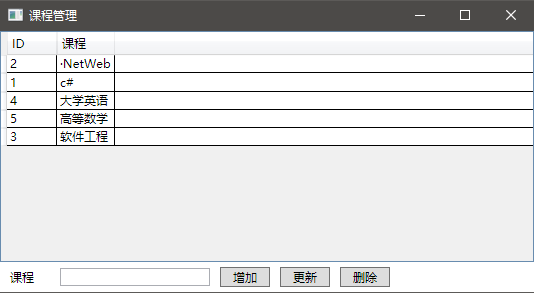 课程管理
ID 课程
2 ·NetWeb
1 c#
4 大学英语
5 高等数学
3 软件工程
课程 增加 更新 删除